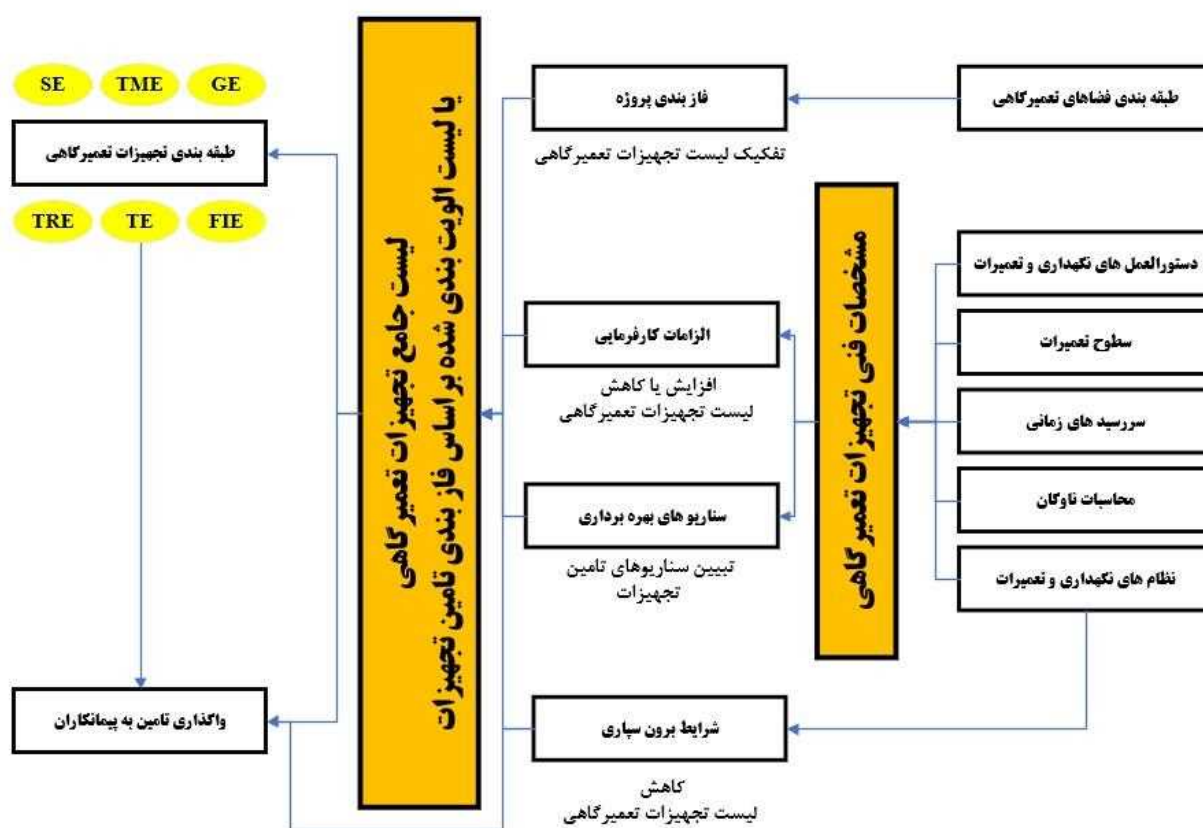 طبقه بندی فضاهای تعمیرگاهی
دستورالعمل های نگهداری و تعمیرات
سطوح تعمیرات
سررسید های زمانی
محاسبات ناوگان
نظام های نگهداری و تعمیرات
مشخصات فنی تجهیزات تعمیرگاهی
فاز بندی پروژه
تفکیک لیست تجهیزات تعمیرگاهی
الزامات کارفرمایی
افزایش یا کاهش
لیست تجهیزات تعمیرگاهی
سناریو های بهره برداری
تبیین سناریوهای تامین
تجهیزات
شرایط برون سپاری
کاهش
لیست تجهیزات تعمیرگاهی
لیست جامع تجهیزات تعمیرگاهی
یا لیست الویت بندی شده بر اساس فاز بندی تامین تجهیزات
SE TME GE
طبقه بندی تجهیزات تعمیرگاهی
TRE TE FIE
واگذاری تامین به پیمانکاران